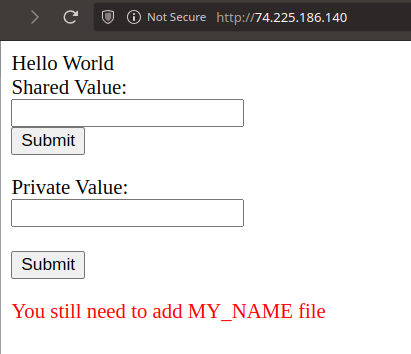 Not Secure http://74.225.186.140
Hello World
Shared Value:
Submit
Private Value:
Submit
You still need to add MY_NAME file